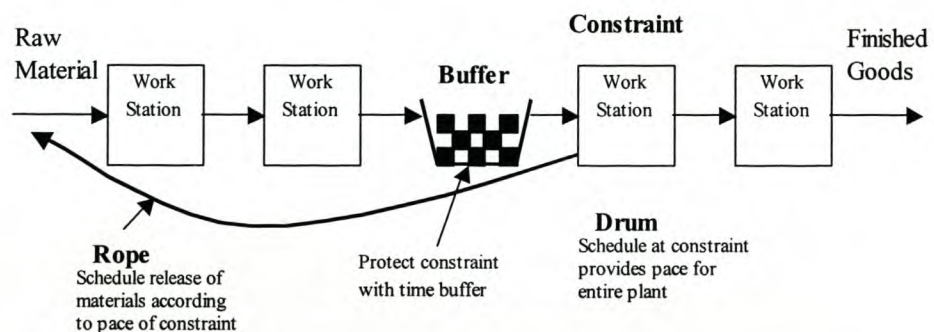 Raw
Material
Work
Station
Work
Station
Buffer
Constraint
Work
Station
Work
Station
Finished
Goods
Rope
Schedule release of
materials according
to pace of constraint
Protect constraint
with time buffer
Drum
Schedule at constraint
provides pace for
entire plant